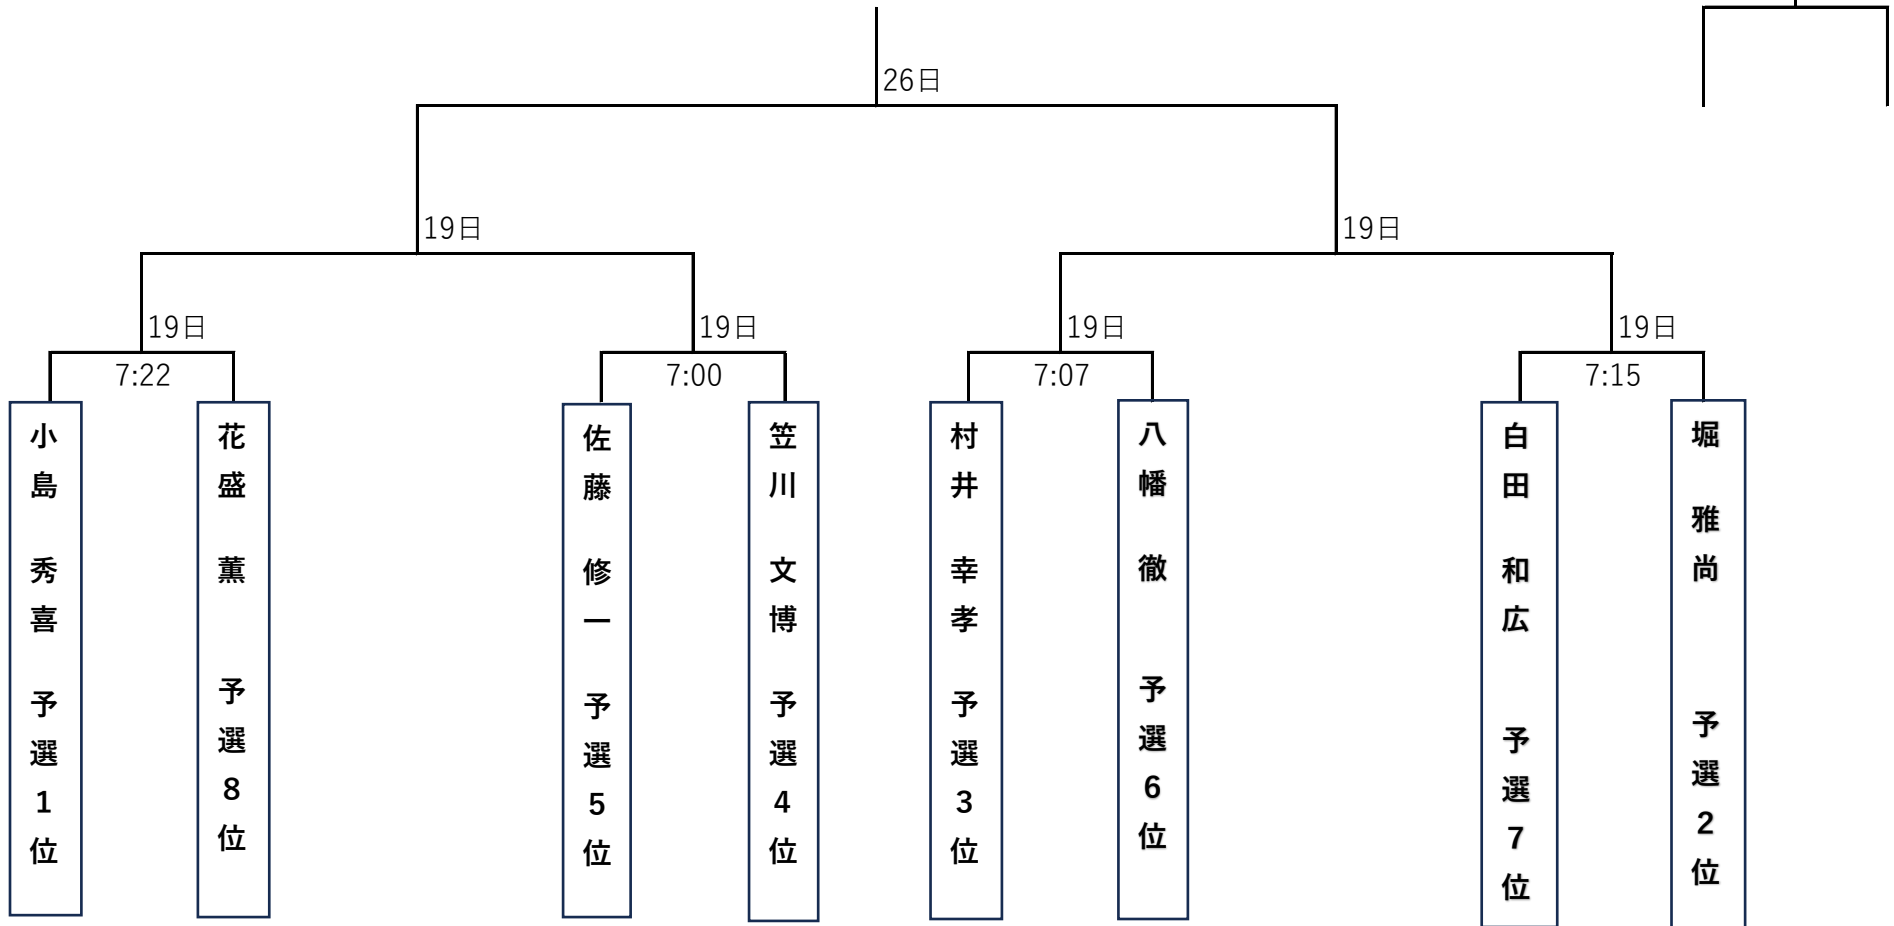 26日
19日
19日
19日
19日
19日
19日
7:22
7:00
7:07
7:15
小島 秀喜 予選1位
花盛 薫 予選8位
佐藤 修一 予選5位
笠川 文博 予選4位
村井 幸孝 予選3位
八幡 徹 予選6位
白田 和広 予選7位
堀 雅尚 予選2位